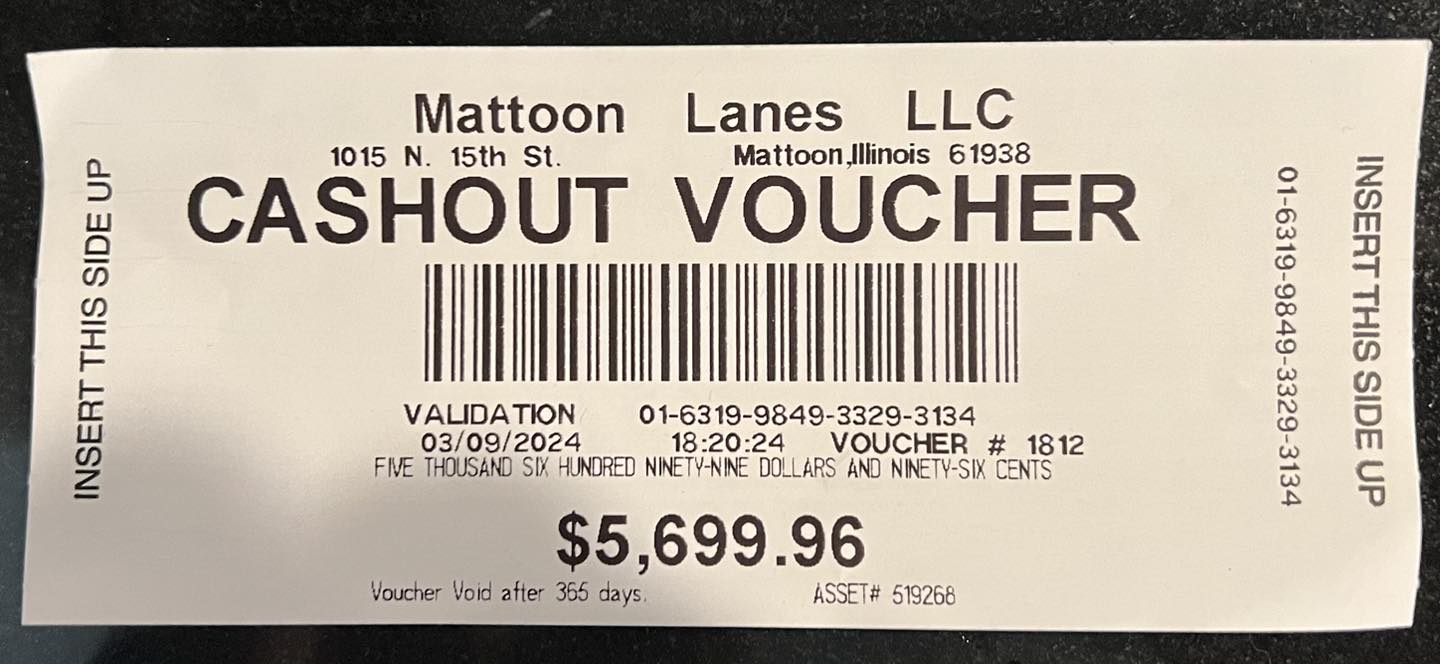 Mattoon Lanes LLC
1015 N. 15th St. Mattoon,Illinois 61938
CASHOUT VOUCHER
INSERT THIS SIDE UP
VALIDATION 01-6319-9849-3329-3134
03/09/2024 18:20:24 VOUCHER # 1812
FIVE THOUSAND SIX HUNDRED NINETY-NINE DOLLARS AND NINETY-SIX CENTS
$5,699.96
Voucher Void after 365 days. ASSET# 519268
01-6319-9849-3329-3134
INSERT THIS SIDE UP